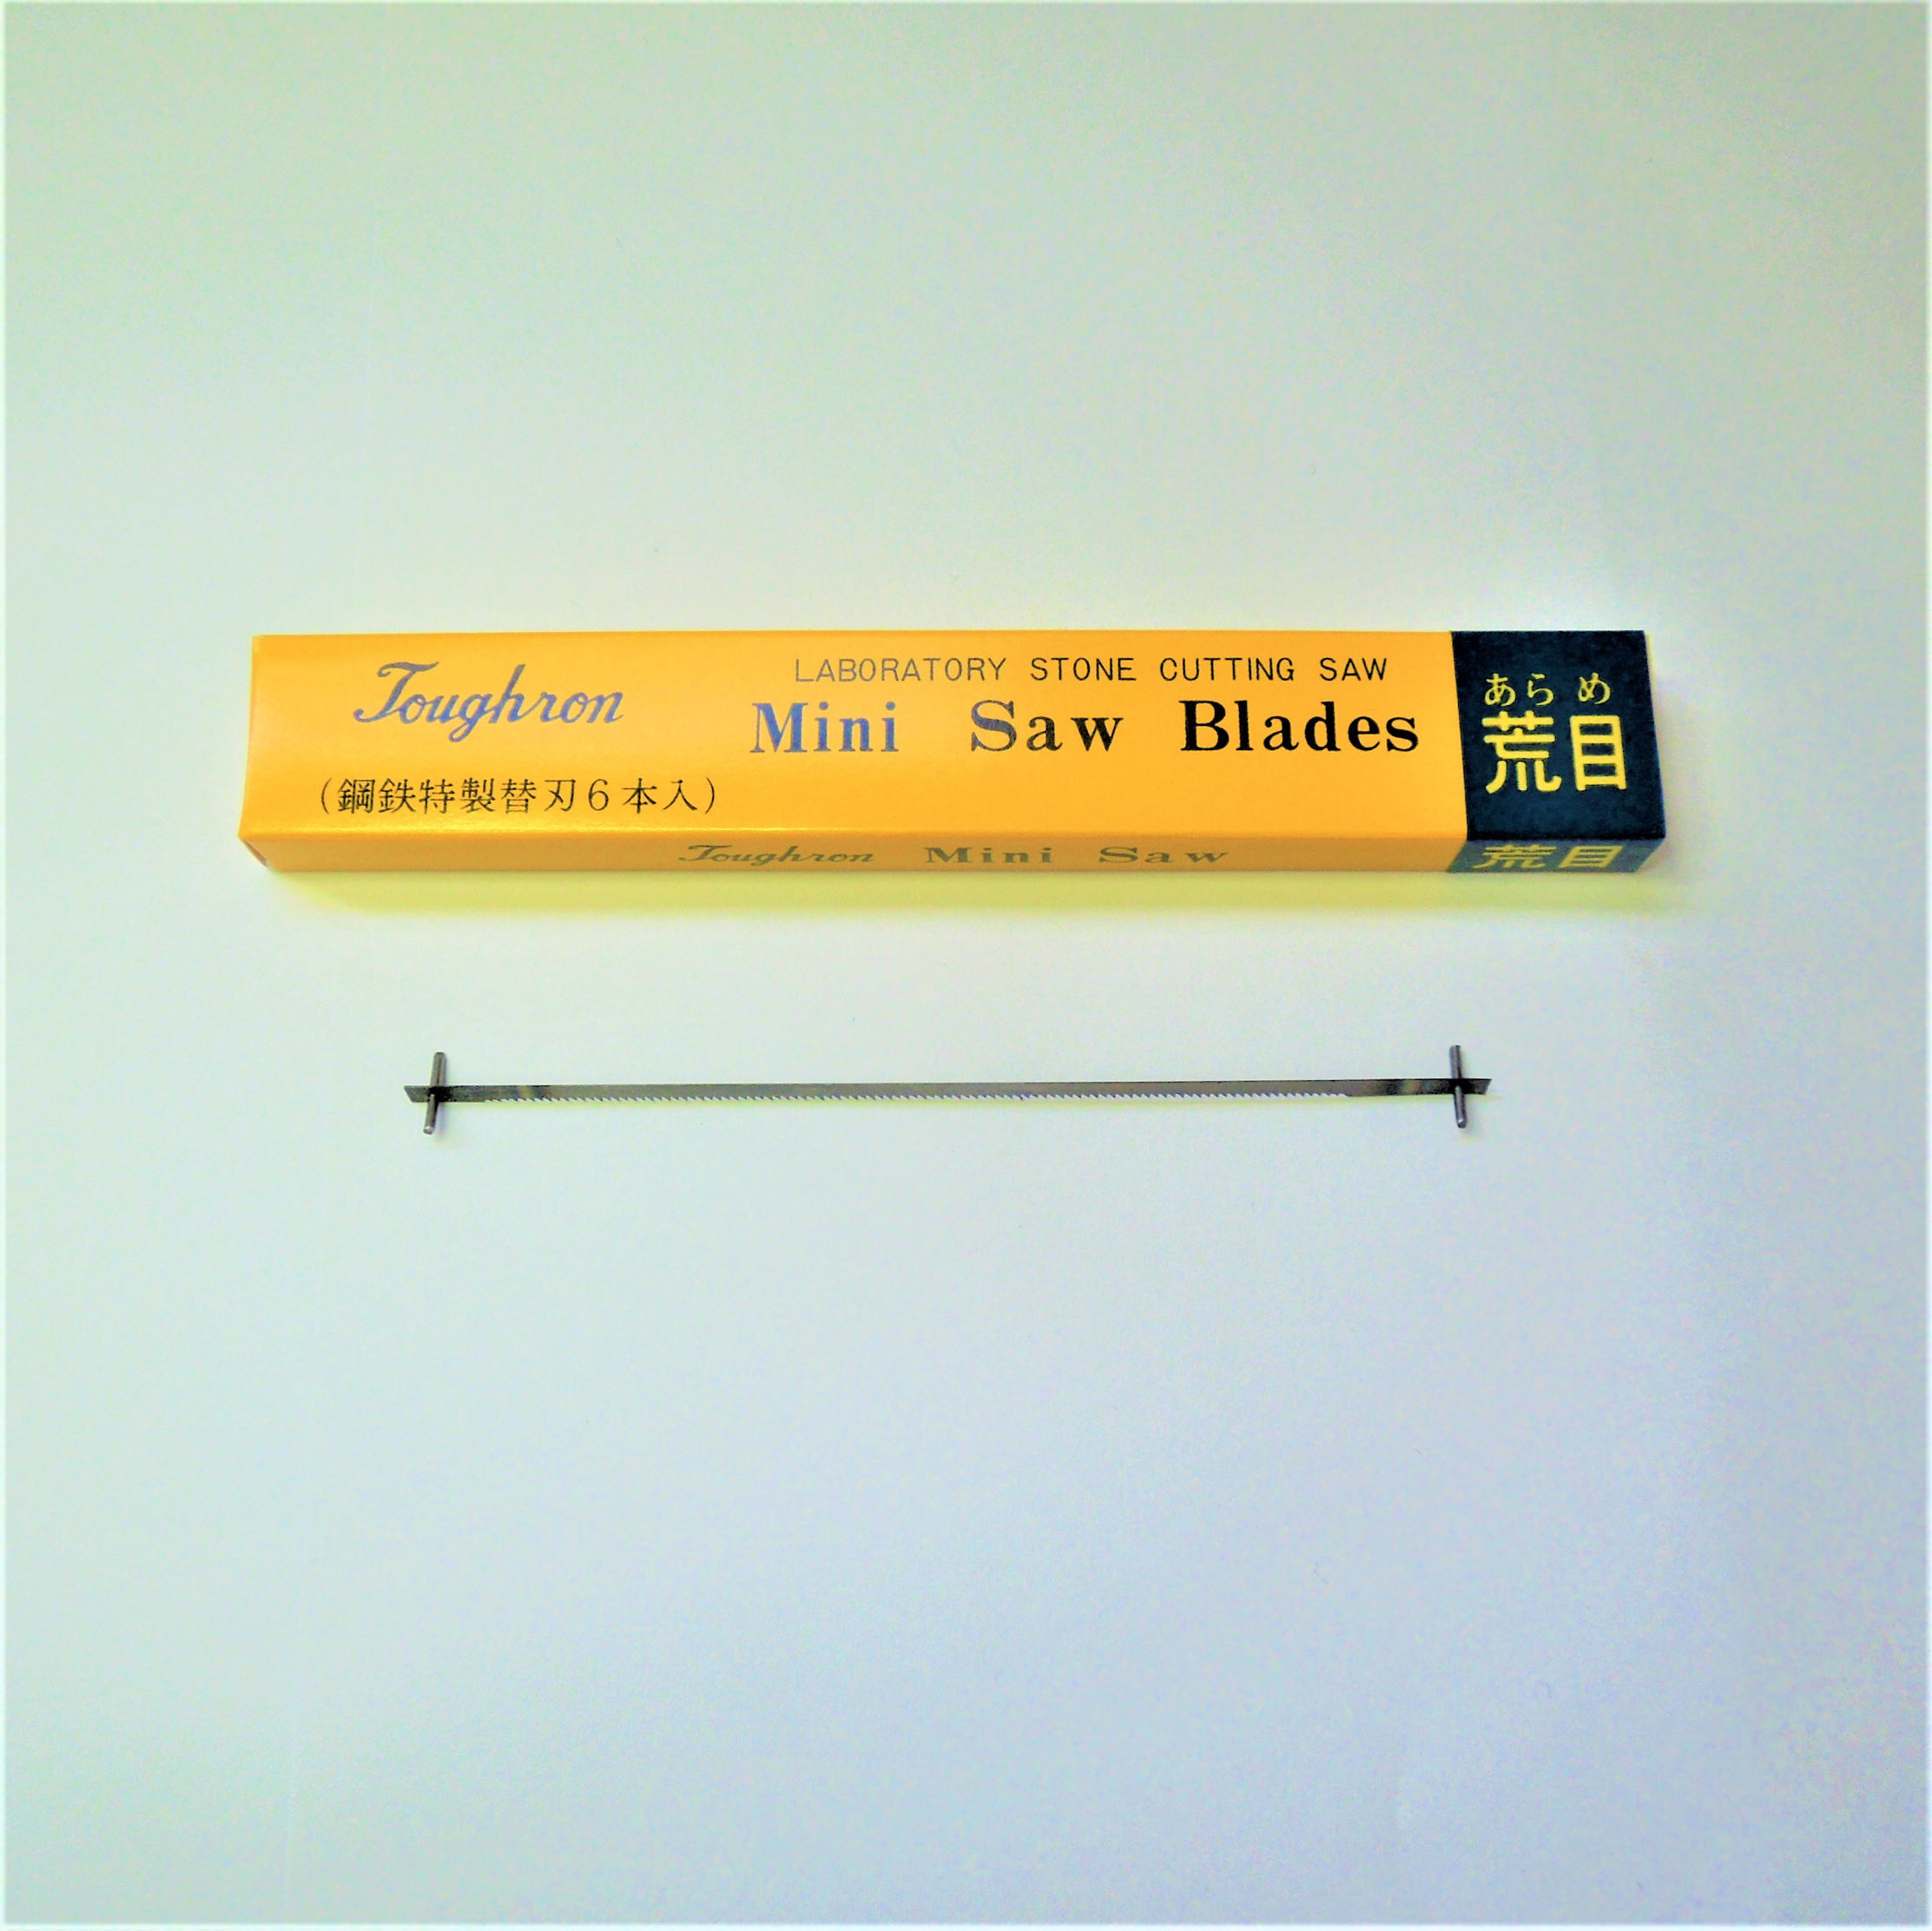 Toughron
LABORATORY STONE CUTTING SAW
Mini Saw Blades
(鋼鉄特製替刃6本入)
あらめ
荒目
Toughron Mini Saw
荒目